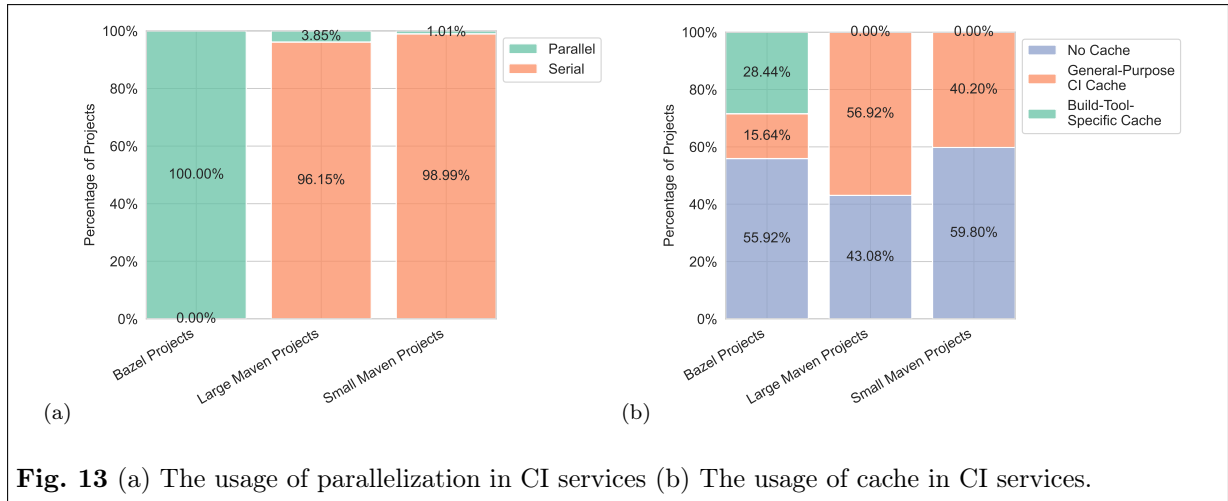 100%
80%
60%
40%
20%
0%
Percentage of Projects
3.85%
1.01%
100.00%
96.15%
98.99%
0.00%
Bazel Projects
Large Maven Projects
Small Maven Projects
Parallel
Serial
(a)
100%
80%
60%
40%
20%
0%
Percentage of Projects
0.00%
0.00%
28.44%
15.64%
55.92%
56.92%
43.08%
40.20%
59.80%
Bazel Projects
Large Maven Projects
Small Maven Projects
No Cache
General-Purpose
CI Cache
Build-Tool-
Specific Cache
(b)
Fig. 13 (a) The usage of parallelization in CI services (b) The usage of cache in CI services.